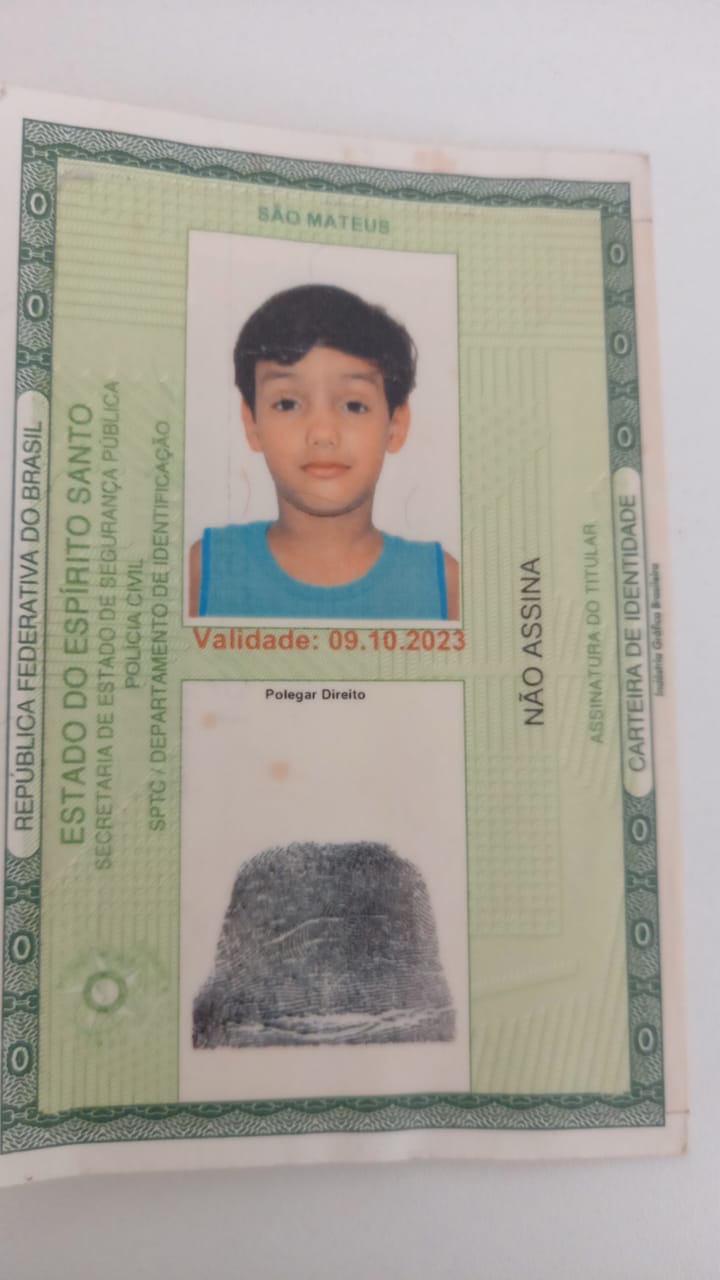 REPÚBLICA FEDERATIVA DO BRASIL
ESTADO DO ESPÍRITO SANTO
SECRETARIA DE ESTADO DE SEGURANÇA PÚBLICA
POLICIA CIVIL
SPTC / DEPARTAMENTO DE IDENTIFICAÇÃO
SÃO MATEUS
Validade: 09.10.2023
Polegar Direito
NÃO ASSINA
ASSINATURA DO TITULAR
CARTEIRA DE IDENTIDADE
Indústria Gráfica Brasileira